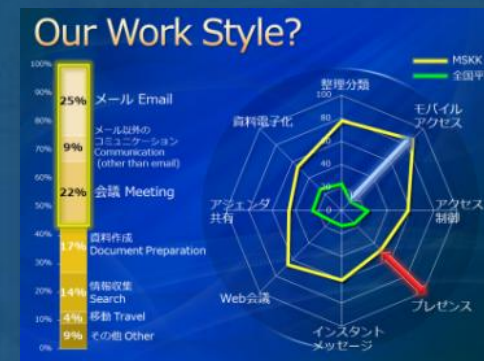 Our Work Style?
MSKK
全国平
100%
90%
80%
70%
60%
50%
40%
30%
20%
10%
0%
25% メール Email
メール以外の
コミュニケーション
9% Communication
(other than email)
22% 会議 Meeting
17% 資料作成
Document Preparation
14% 情報収集
Search
4% 移動 Travel
9% その他 Other
整理分類
モバイル
アクセス
アクセス
制御
プレゼンス
インスタント
メッセージ
Web会議
アジェンダ
共有
資料電子化
100
80
60
40
20
0